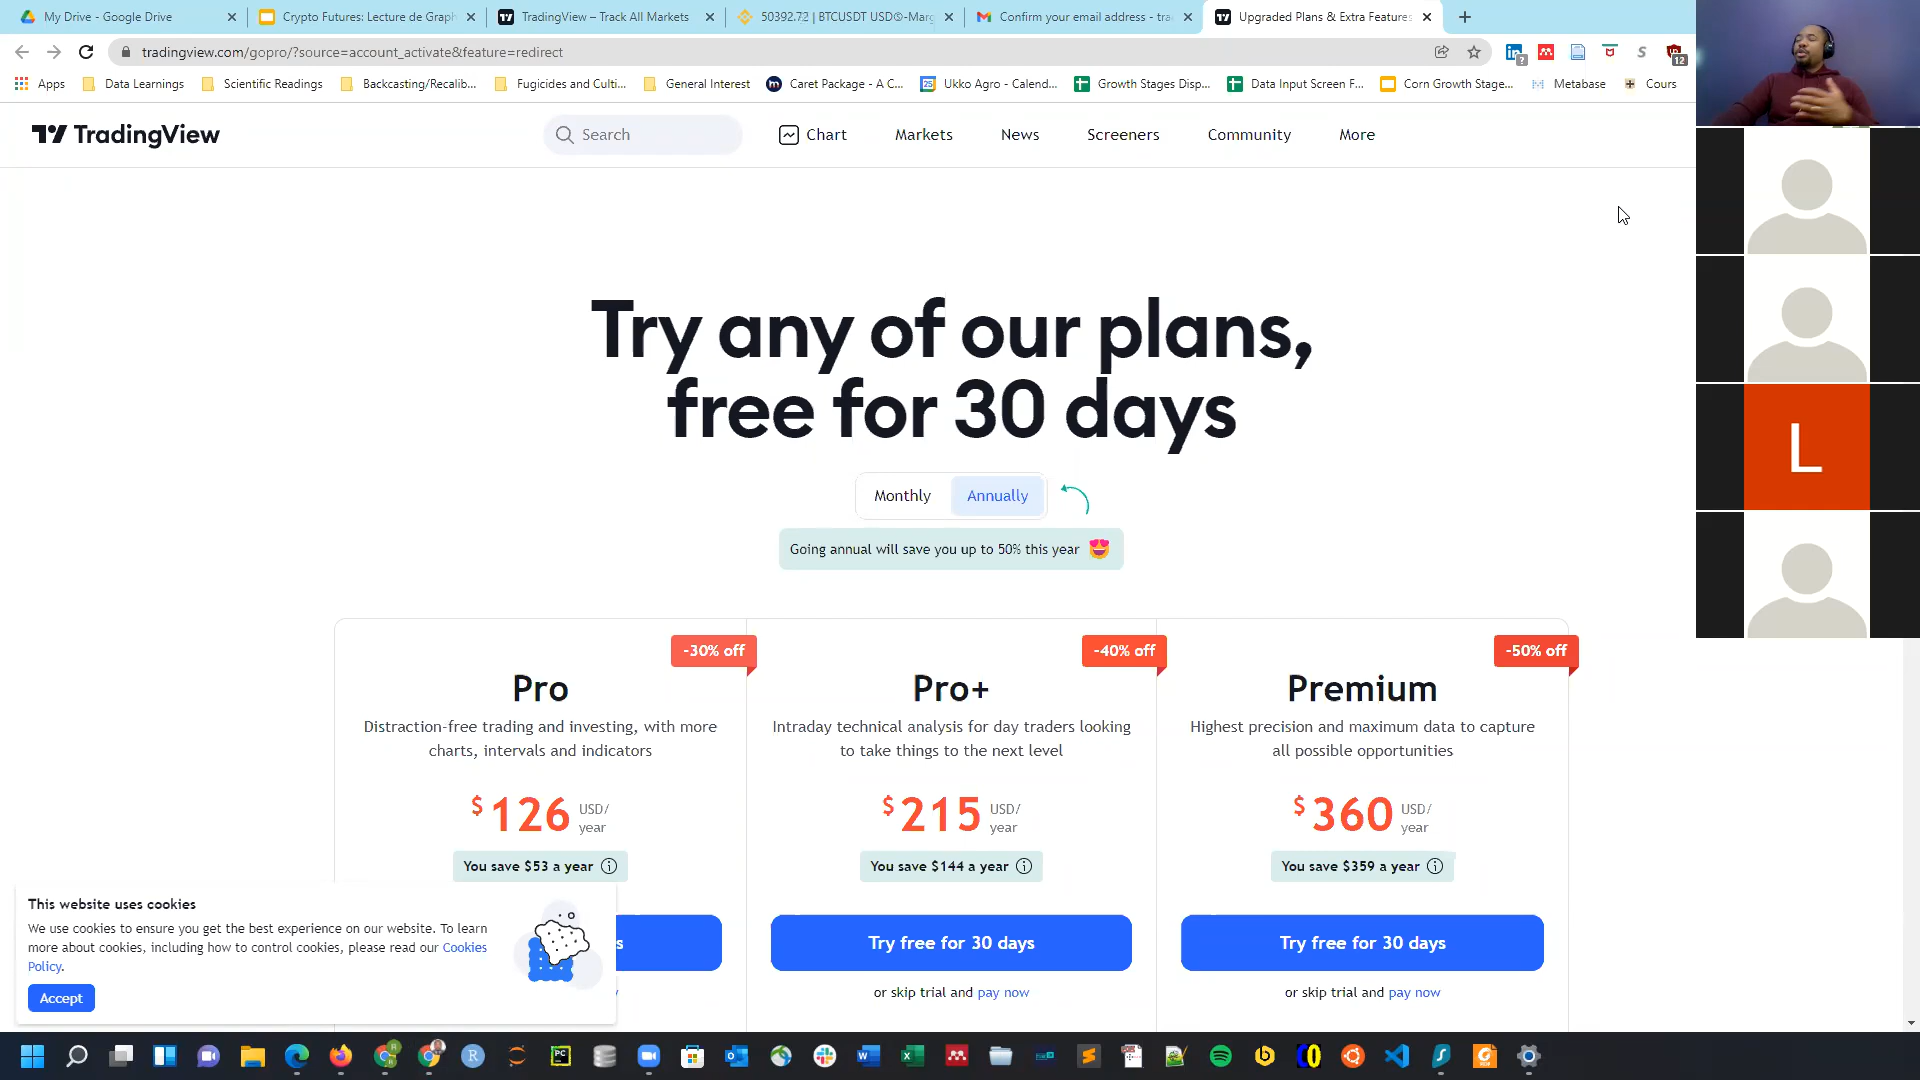 My Drive - Google Drive
Crypto Futures: Lecture de Graph
TradingView – Track All Markets
50392.72 | BTCUSDT USD®-Marg
Confirm your email address - tra
Upgraded Plans & Extra Features
tradingview.com/gopro/?source=account_activate&feature=redirect
12
Apps
Data Learnings
Scientific Readings
Backcasting/Recalib...
Fugicides and Culti...
General Interest
Caret Package - A C...
Ukko Agro - Calend...
Growth Stages Disp...
Data Input Screen F...
Corn Growth Stage...
Metabase
Cours
TradingView
Search
Chart
Markets
News
Screeners
Community
More
Try any of our plans,
free for 30 days
Monthly
Annually
Going annual will save you up to 50% this year
L
-30% off
Pro
Distraction-free trading and investing, with more
charts, intervals and indicators
$126 USD/
year
You save $53 a year
-40% off
Pro+
Intraday technical analysis for day traders looking
to take things to the next level
$215 USD/
year
You save $144 a year
Try free for 30 days
or skip trial and pay now
-50% off
Premium
Highest precision and maximum data to capture
all possible opportunities
$360 USD/
year
You save $359 a year
Try free for 30 days
or skip trial and pay now
This website uses cookies
We use cookies to ensure you get the best experience on our website. To learn
more about cookies, including how to control cookies, please read our Cookies
Policy.
Accept
s